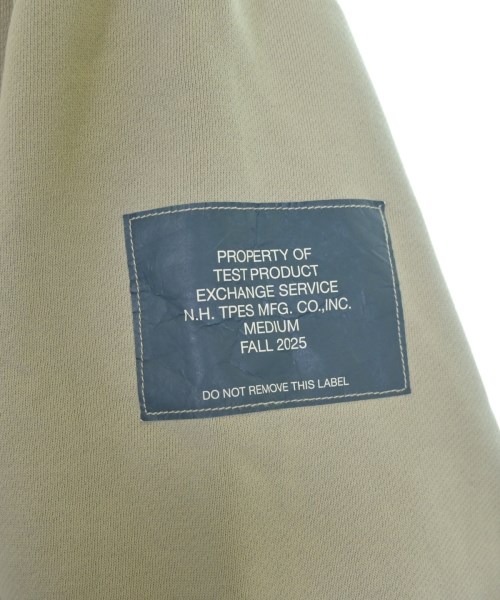 PROPERTY OF
TEST PRODUCT
EXCHANGE SERVICE
N.H. TPES MFG. CO.,INC.
MEDIUM
FALL 2025
DO NOT REMOVE THIS LABEL